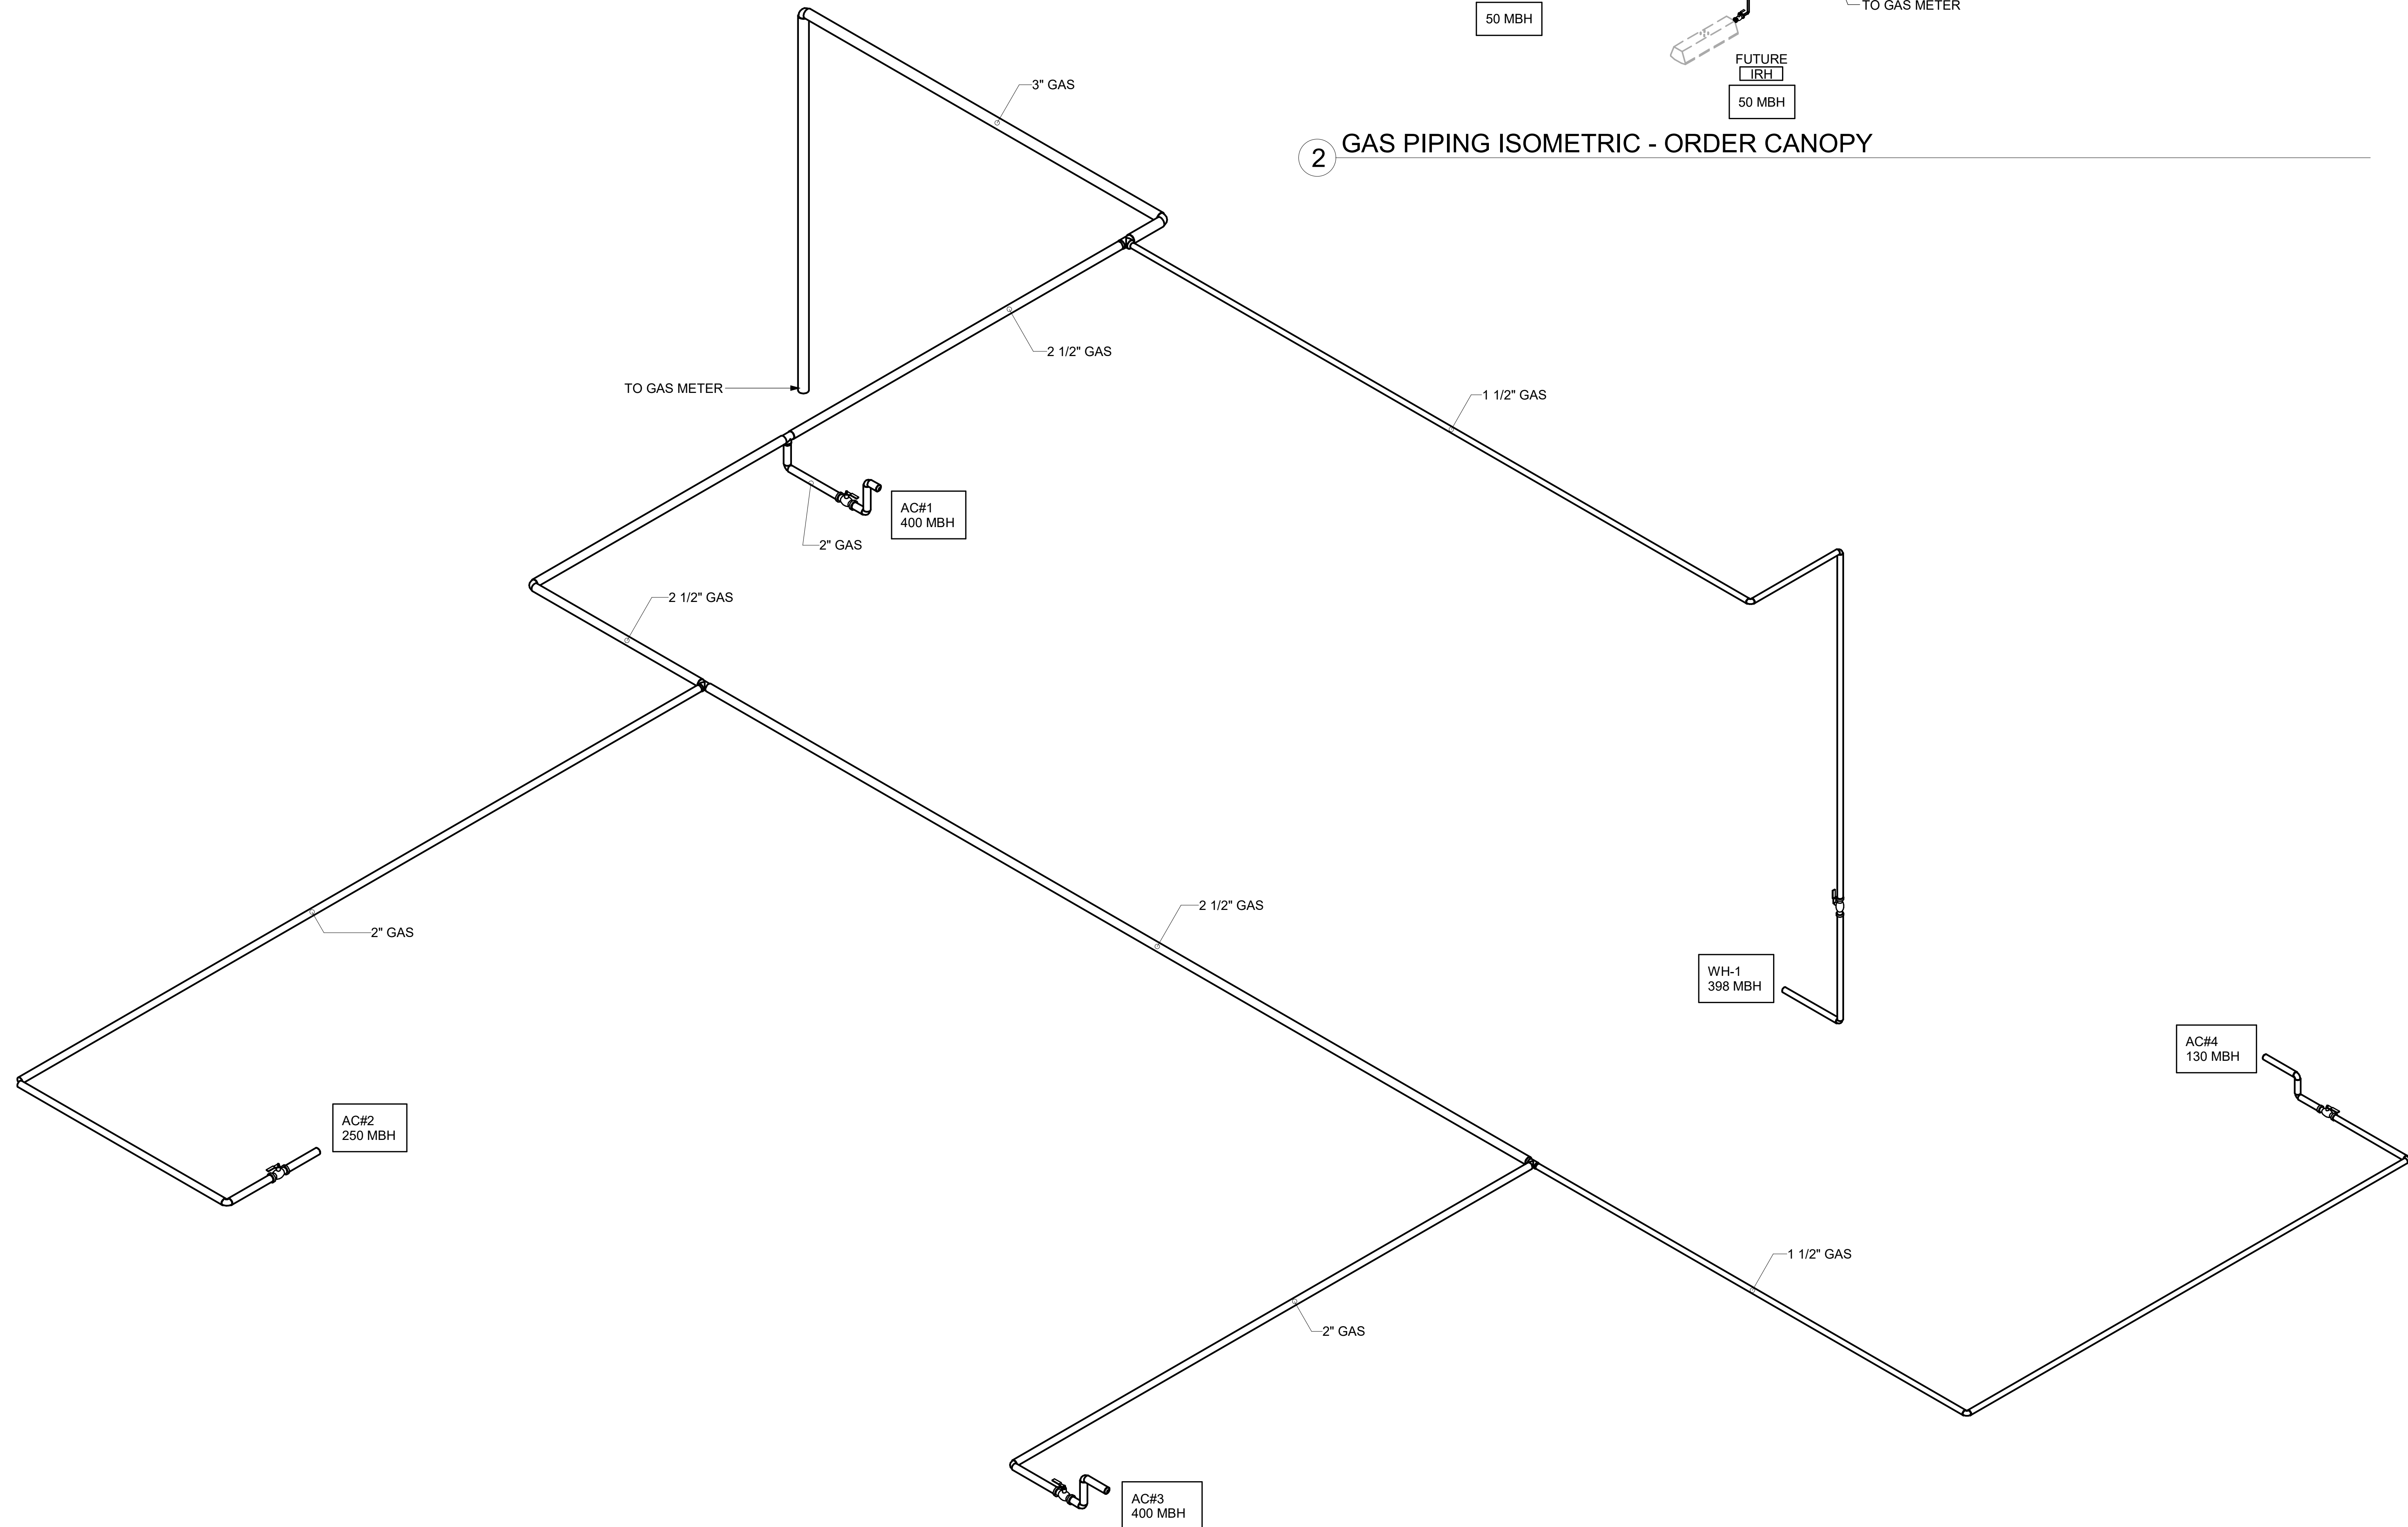 50 MBH
TO GAS METER
FUTURE
IRH
50 MBH
2 GAS PIPING ISOMETRIC - ORDER CANOPY
3" GAS
2 1/2" GAS
TO GAS METER
1 1/2" GAS
AC#1
400 MBH
2" GAS
2 1/2" GAS
2 1/2" GAS
2" GAS
WH-1
398 MBH
AC#4
130 MBH
AC#2
250 MBH
1 1/2" GAS
2" GAS
AC#3
400 MBH